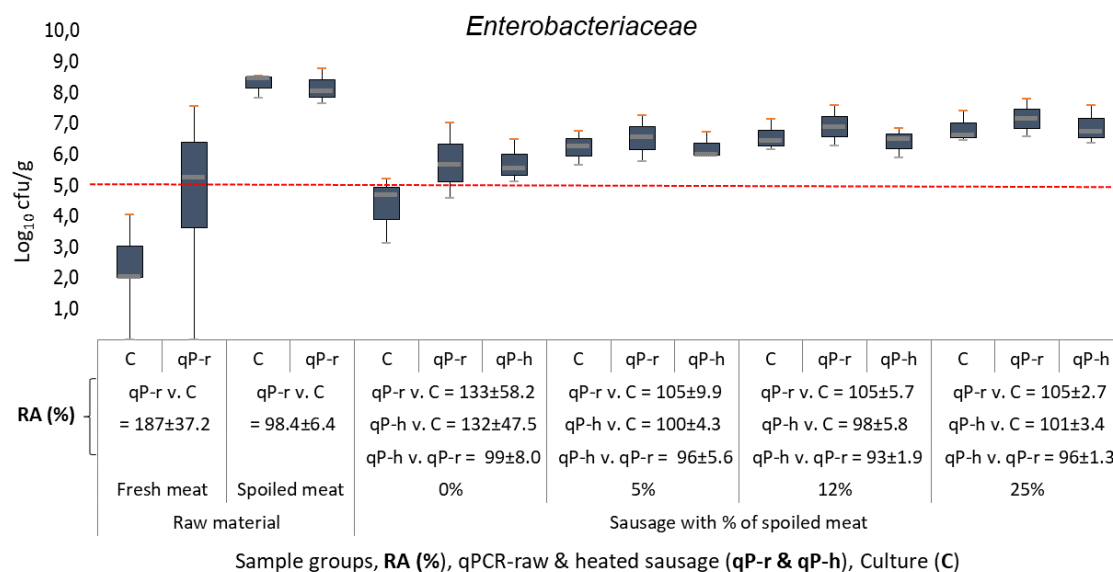 Enterobacteriaceae
10,0
9,0
8,0
7,0
6,0
5,0
4,0
3,0
2,0
1,0
Log10 cfu/g
C qP-r C qP-r C qP-r qP-h C qP-r qP-h C qP-r qP-h C qP-r qP-h
RA (%)
qP-r v. C qP-r v. C qP-r v. C = 133±58.2 qP-r v. C = 105±9.9 qP-r v. C = 105±5.7 qP-r v. C = 105±2.7
= 187±37.2 = 98.4±6.4 qP-h v. C = 132±47.5 qP-h v. C = 100±4.3 qP-h v. C = 98±5.8 qP-h v. C = 101±3.4
qP-h v. qP-r = 99±8.0 qP-h v. qP-r = 96±5.6 qP-h v. qP-r = 93±1.9 qP-h v. qP-r = 96±1.3
Fresh meat Spoiled meat 0% 5% 12% 25%
Raw material Sausage with % of spoiled meat
Sample groups, RA (%), qPCR-raw & heated sausage (qP-r & qP-h), Culture (C)